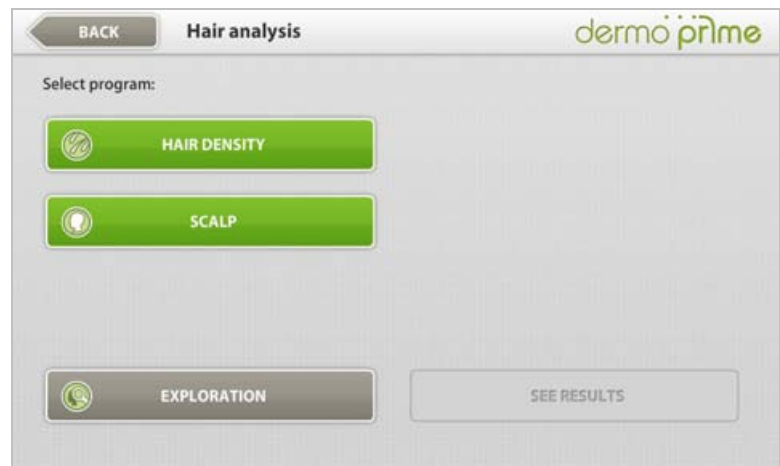 BACK
Hair analysis
dermo prime
Select program:
HAIR DENSITY
SCALP
EXPLORATION
SEE RESULTS